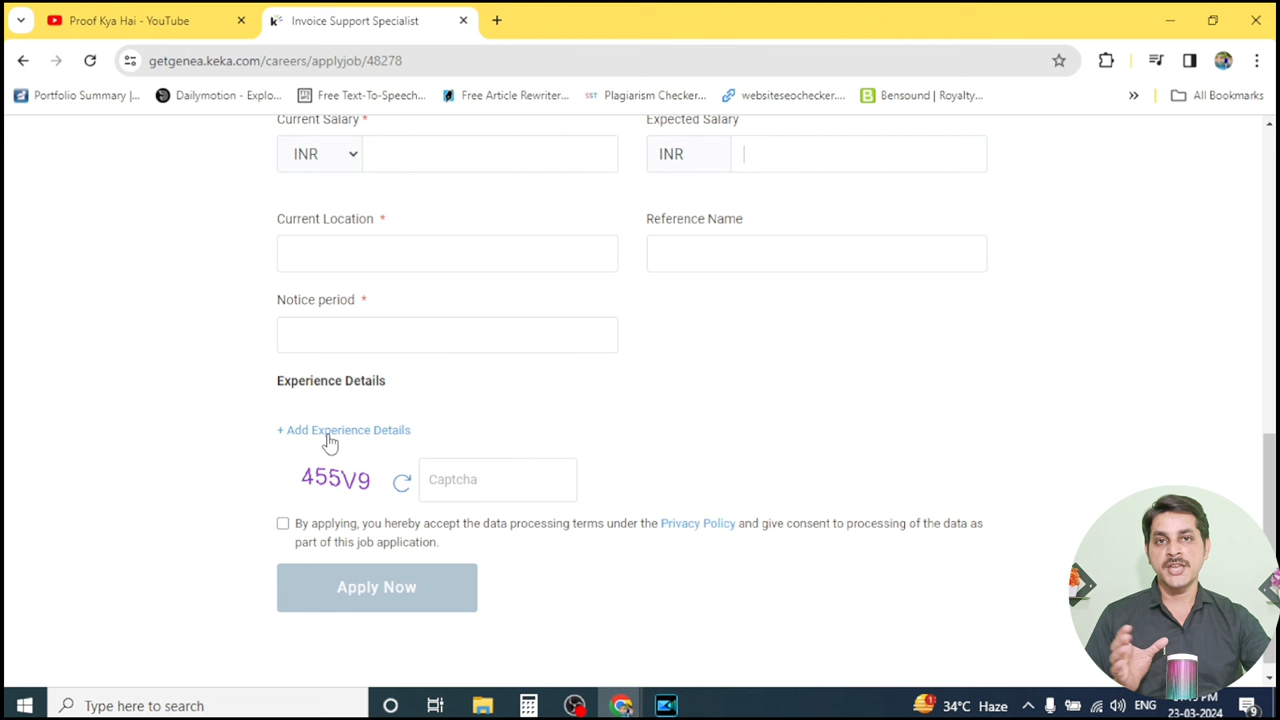 Proof Kya Hai - YouTube
Invoice Support Specialist
getgenea.keka.com/careers/applyjob/48278
Portfolio Summary |...
Dailymotion - Explo...
Free Text-To-Speech...
Free Article Rewriter...
SST
Plagiarism Checker...
websiteseochecker....
Bensound | Royalty...
All Bookmarks
Current Salary *
Expected Salary
INR
INR
Current Location *
Reference Name
Notice period *
Experience Details
+ Add Experience Details
455V9
Captcha
By applying, you hereby accept the data processing terms under the Privacy Policy and give consent to processing of the data as
part of this job application.
Apply Now
Type here to search
34°C Haze
ENG
23-03-2024